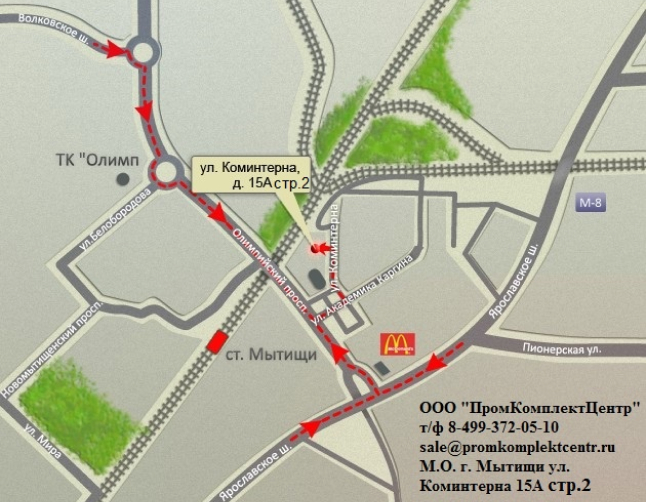 Волковское ш.
ТК "Олимп
ул. Коминтерна,
д. 15А стр.2
ул.Белобородова
Олимпийский просп.
ул. Коминтерна
М-8
ул. Академика Каргина
Ярославское ш.
Новомытищенский просп.
ст. Мытищи
Пионерская ул.
ул. Мира
Ярославское ш.
ООО "ПромКомплектЦентр"
т/ф 8-499-372-05-10
sale@promkomplektcentr.ru
М.О. г. Мытищи ул.
Коминтерна 15А стр.2